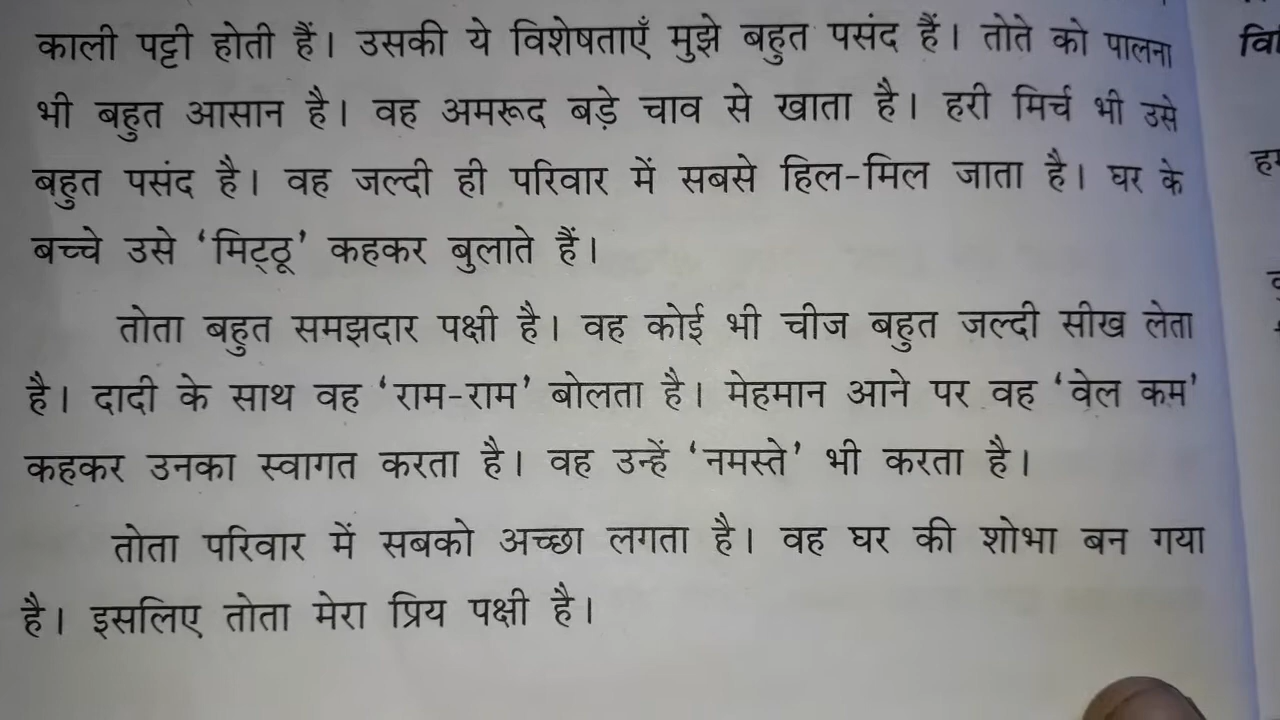 काली पट्टी होती हैं। उसकी ये विशेषताएँ मुझे बहुत पसंद हैं। तोते को पालना
भी बहुत आसान है। वह अमरूद बड़े चाव से खाता है। हरी मिर्च भी उसे
बहुत पसंद है। वह जल्दी ही परिवार में सबसे हिल-मिल जाता है। घर के
बच्चे उसे ‘मिट्ठू’ कहकर बुलाते हैं।
तोता बहुत समझदार पक्षी है। वह कोई भी चीज बहुत जल्दी सीख लेता
है। दादी के साथ वह ‘राम-राम’ बोलता है। मेहमान आने पर वह ‘वेल कम’
कहकर उनका स्वागत करता है। वह उन्हें ‘नमस्ते’ भी करता है।
तोता परिवार में सबको अच्छा लगता है। वह घर की शोभा बन गया
है। इसलिए तोता मेरा प्रिय पक्षी है।